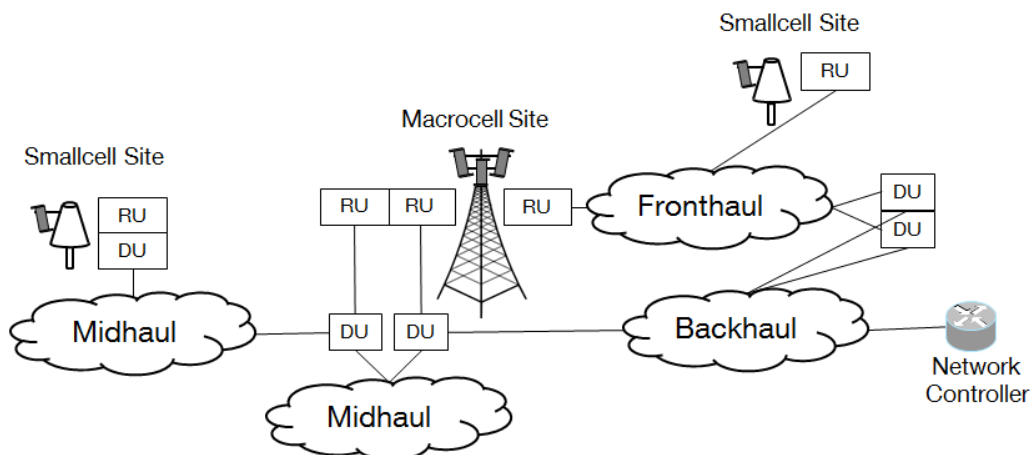 Smallcell Site
RU
Macrocell Site
Smallcell Site
RU
DU
RU
RU
RU
Fronthaul
DU
DU
Midhaul
DU
DU
Backhaul
Network
Controller
Midhaul